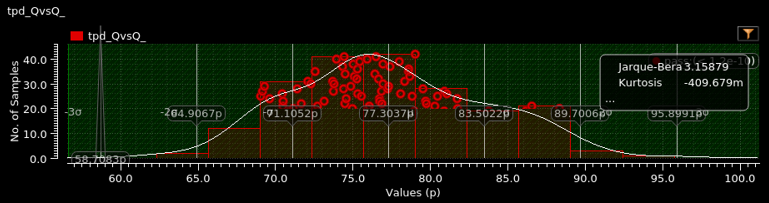 tpd_QvsQ_
tpd_QvsQ_
Jarque-Bera 3.15879
Kurtosis -409.679m
...
No. of Samples
40.0
30.0
20.0
10.0
0.0
-3σ
58.7083p
64.9067p
71.1052p
77.3037p
83.5022p
89.7006p
95.8991p
60.0 65.0 70.0 75.0 80.0 85.0 90.0 95.0 100.0
Values (p)